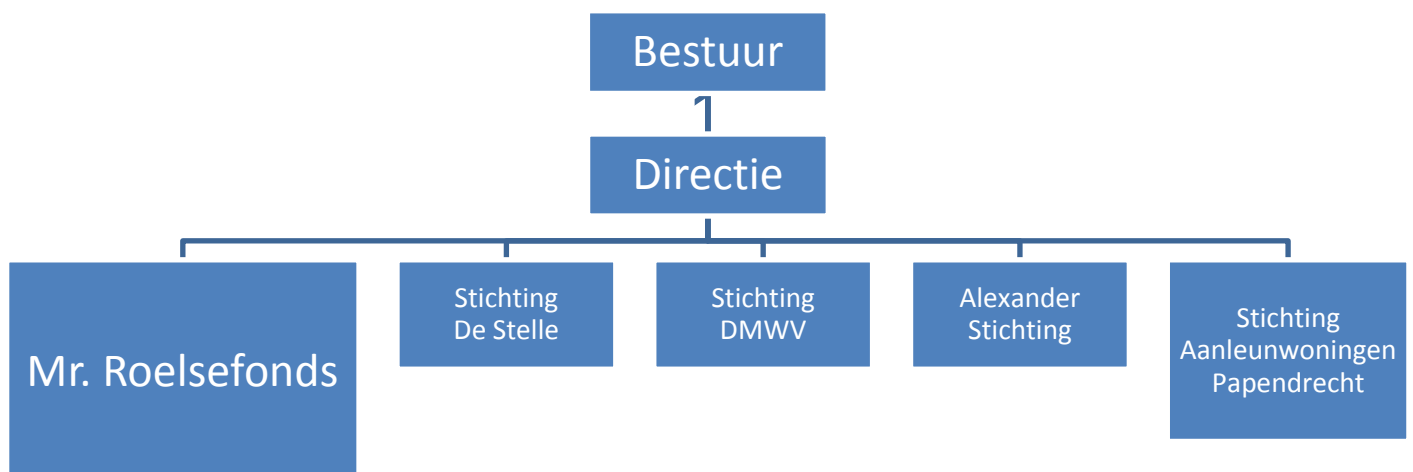 Bestuur
Directie
Mr. Roelsefonds
Stichting
De Stelle
Stichting
DMWV
Alexander
Stichting
Stichting
Aanleunwoningen
Papendrecht